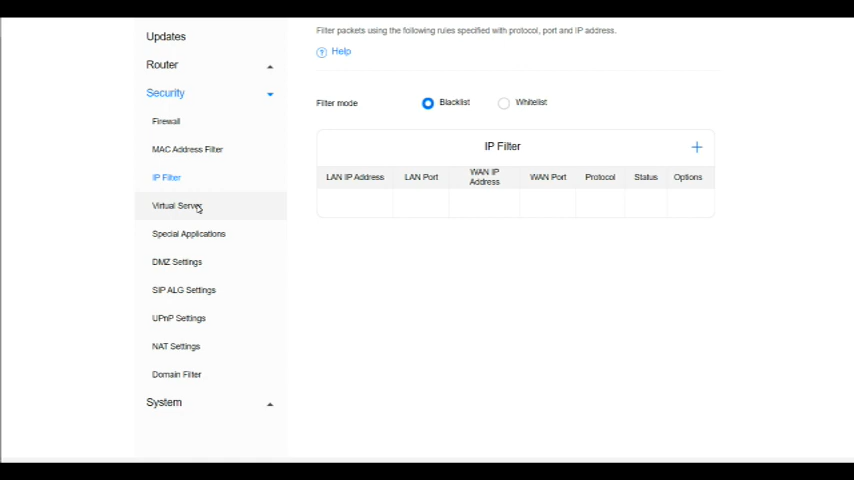 Updates
Router
Security
Firewall
MAC Address Filter
IP Filter
Virtual Server
Special Applications
DMZ Settings
SIP ALG Settings
UPnP Settings
NAT Settings
Domain Filter
System
Filter packets using the following rules specified with protocol, port and IP address.
? Help
Filter mode Blacklist Whitelist
IP Filter +
LAN IP Address LAN Port WAN IP Address WAN Port Protocol Status Options